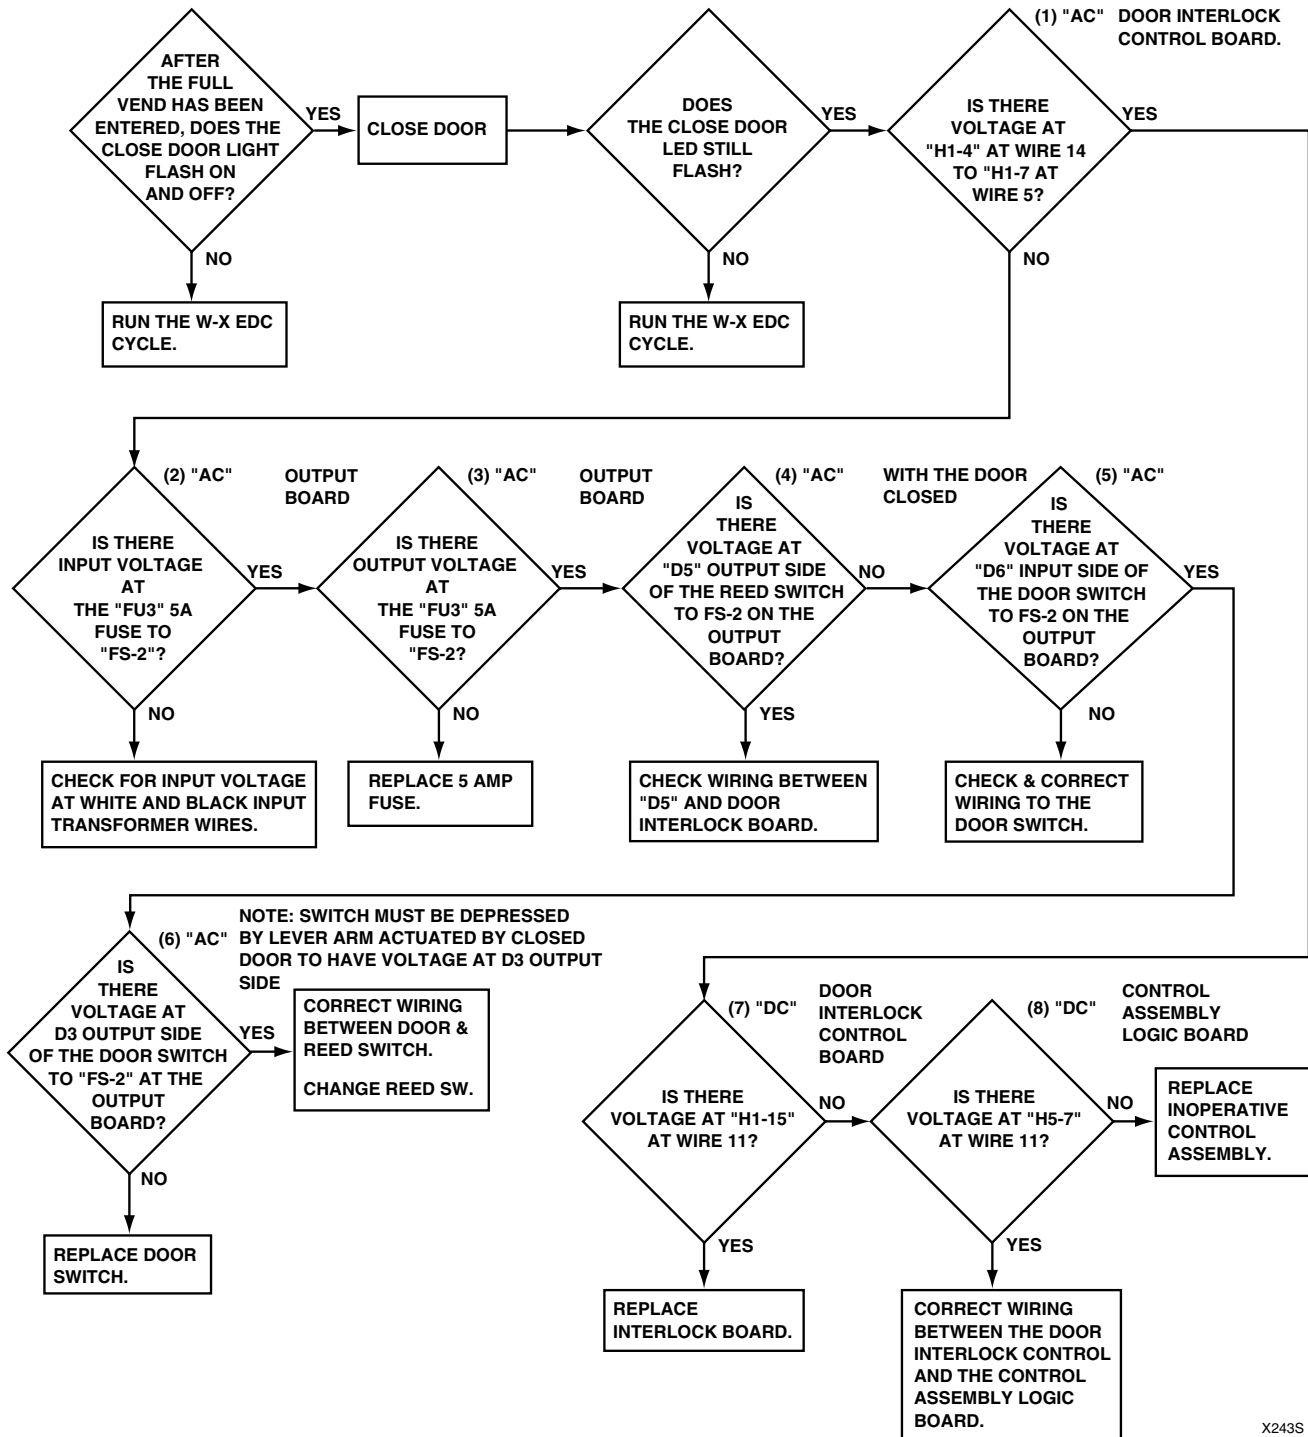 AFTER
THE FULL
VEND HAS BEEN
ENTERED, DOES THE
CLOSE DOOR LIGHT
FLASH ON
AND OFF?
YES
NO
RUN THE W-X EDC
CYCLE.
CLOSE DOOR
DOES
THE CLOSE DOOR
LED STILL
FLASH?
YES
NO
RUN THE W-X EDC
CYCLE.
(1) "AC" DOOR INTERLOCK
CONTROL BOARD.
IS THERE
VOLTAGE AT
"H1-4" AT WIRE 14
TO "H1-7 AT
WIRE 5?
YES
NO
(2) "AC"
IS THERE
INPUT VOLTAGE
AT
THE "FU3" 5A
FUSE TO
"FS-2"?
YES
NO
CHECK FOR INPUT VOLTAGE
AT WHITE AND BLACK INPUT
TRANSFORMER WIRES.
OUTPUT
BOARD
(3) "AC"
IS THERE
OUTPUT VOLTAGE
AT
THE "FU3" 5A
FUSE TO
"FS-2?
YES
NO
REPLACE 5 AMP
FUSE.
OUTPUT
BOARD
(4) "AC"
IS
THERE
VOLTAGE AT
"D5" OUTPUT SIDE
OF THE REED SWITCH
TO FS-2 ON THE
OUTPUT
BOARD?
NO
YES
CHECK WIRING BETWEEN
"D5" AND DOOR
INTERLOCK BOARD.
WITH THE DOOR
CLOSED
(5) "AC"
IS
THERE
VOLTAGE AT
"D6" INPUT SIDE OF
THE DOOR SWITCH
TO FS-2 ON THE
OUTPUT
BOARD?
YES
NO
CHECK & CORRECT
WIRING TO THE
DOOR SWITCH.
(6) "AC"
NOTE: SWITCH MUST BE DEPRESSED
BY LEVER ARM ACTUATED BY CLOSED
DOOR TO HAVE VOLTAGE AT D3 OUTPUT
SIDE
IS
THERE
VOLTAGE AT
D3 OUTPUT SIDE
OF THE DOOR SWITCH
TO "FS-2" AT THE
OUTPUT
BOARD?
YES
CORRECT WIRING
BETWEEN DOOR &
REED SWITCH.
CHANGE REED SW.
NO
REPLACE DOOR
SWITCH.
(7) "DC"
DOOR
INTERLOCK
CONTROL
BOARD
IS THERE
VOLTAGE AT "H1-15"
AT WIRE 11?
NO
YES
REPLACE
INTERLOCK BOARD.
(8) "DC"
CONTROL
ASSEMBLY
LOGIC BOARD
IS THERE
VOLTAGE AT "H5-7"
AT WIRE 11?
NO
REPLACE
INOPERATIVE
CONTROL
ASSEMBLY.
YES
CORRECT WIRING
BETWEEN THE DOOR
INTERLOCK CONTROL
AND THE CONTROL
ASSEMBLY LOGIC
BOARD.
X243S